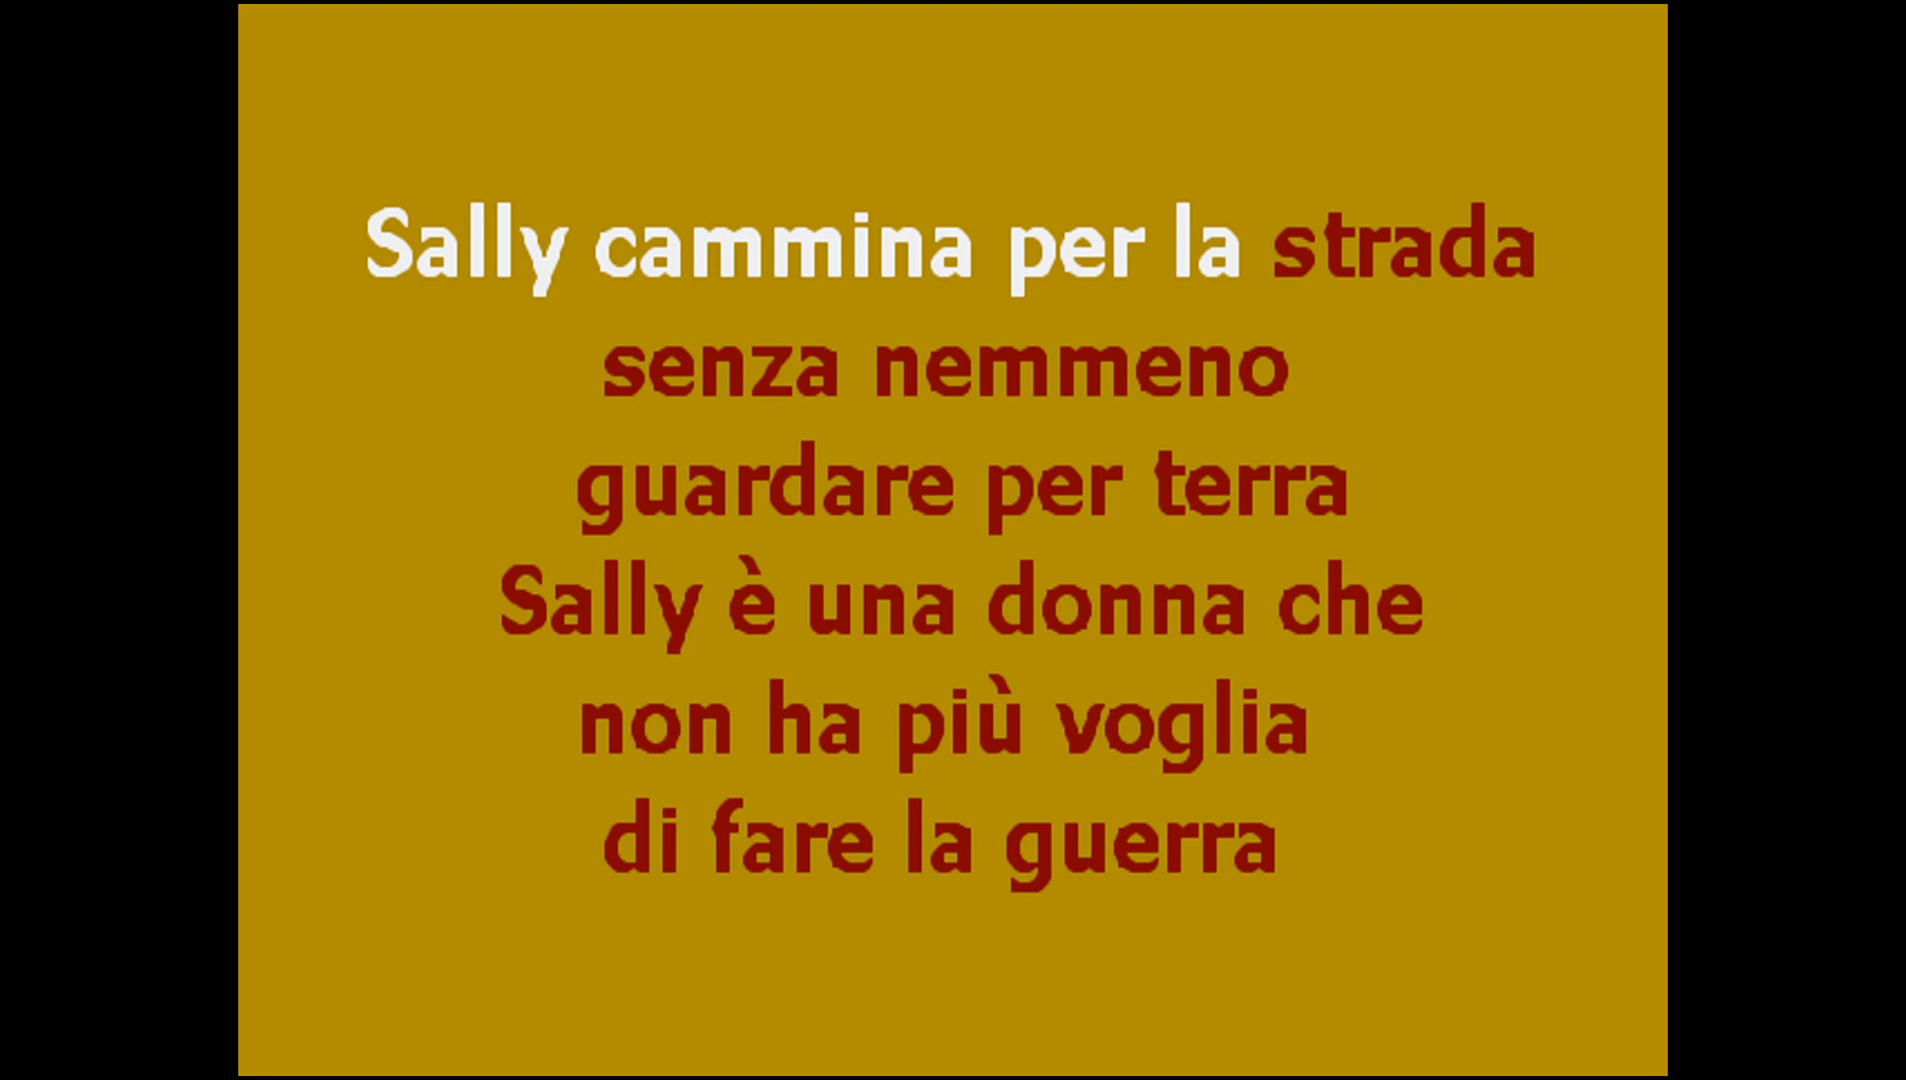 Sally cammina per la strada
senza nemmeno
guardare per terra
Sally è una donna che
non ha più voglia
di fare la guerra